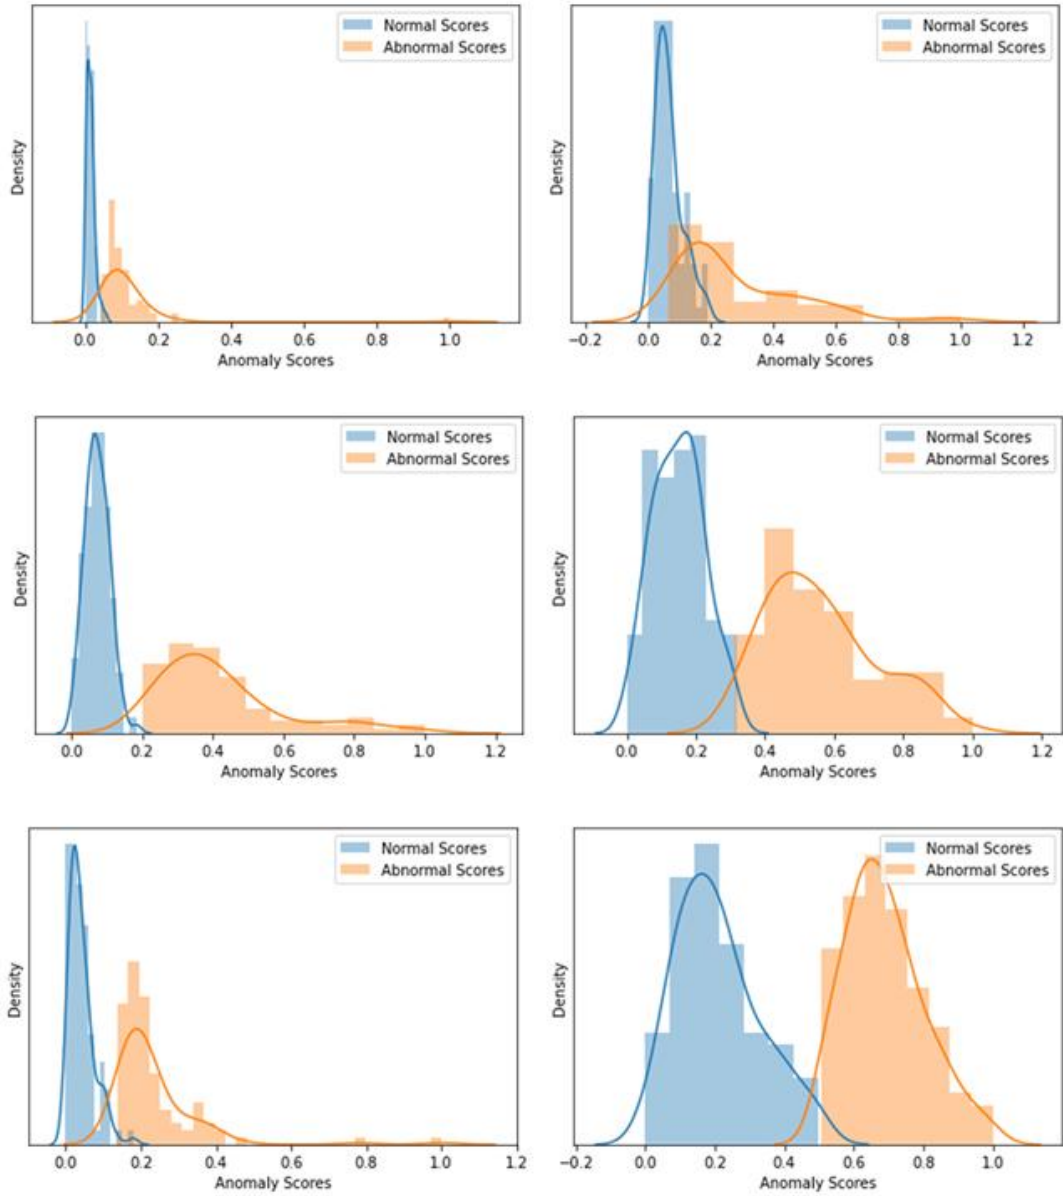 Normal Scores
Abnormal Scores
Density
0.0 0.2 0.4 0.6 0.8 1.0
Anomaly Scores
Normal Scores
Abnormal Scores
Density
−0.2 0.0 0.2 0.4 0.6 0.8 1.0 1.2
Anomaly Scores
Normal Scores
Abnormal Scores
Density
0.0 0.2 0.4 0.6 0.8 1.0 1.2
Anomaly Scores
Normal Scores
Abnormal Scores
Density
0.0 0.2 0.4 0.6 0.8 1.0 1.2
Anomaly Scores
Normal Scores
Abnormal Scores
Density
0.0 0.2 0.4 0.6 0.8 1.0 1.2
Anomaly Scores
Normal Scores
Abnormal Scores
Density
−0.2 0.0 0.2 0.4 0.6 0.8 1.0
Anomaly Scores